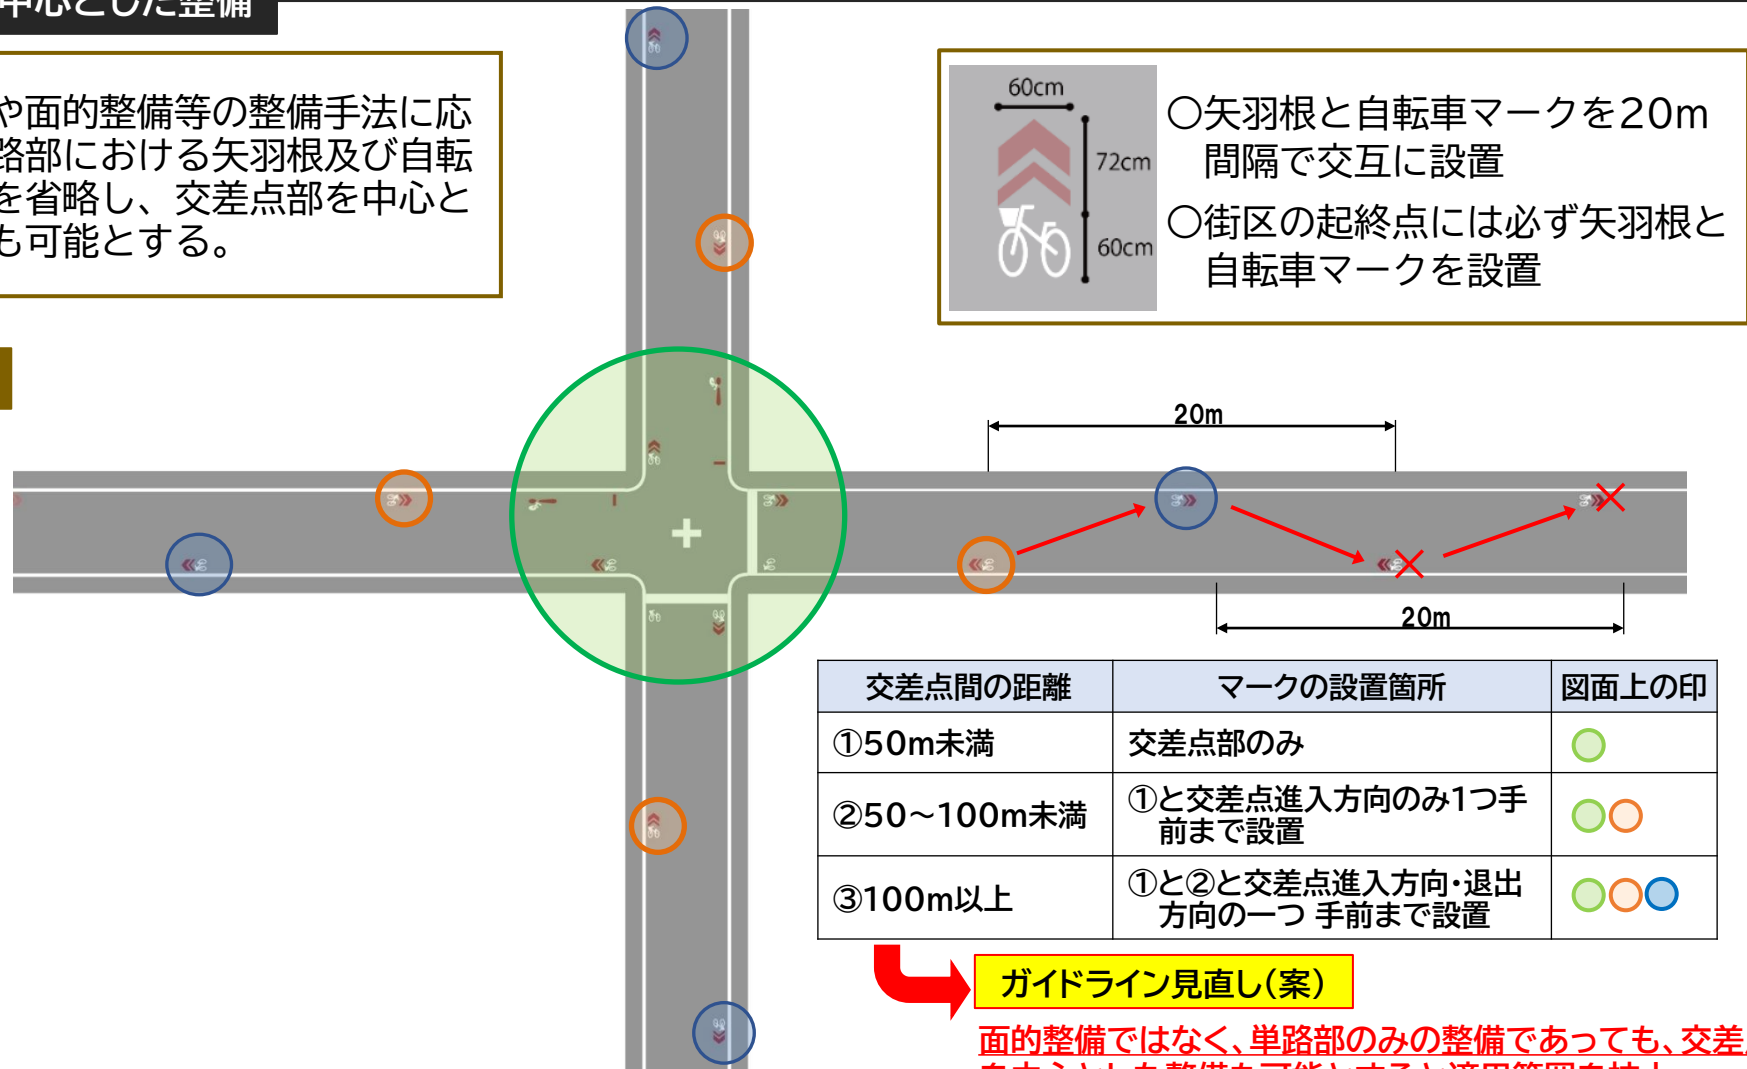 中心とした整備
や面的整備等の整備手法に応
路部における矢羽根及び自転
を省略し、交差点部を中心と
も可能とする。
60cm
72cm
60cm
〇矢羽根と自転車マークを20m
間隔で交互に設置
〇街区の起終点には必ず矢羽根と
自転車マークを設置
20m
20m
交差点間の距離 マークの設置箇所 図面上の印
①50m未満 交差点部のみ
②50～100m未満 ①と交差点進入方向のみ1つ手
前まで設置
③100m以上 ①と②と交差点進入方向・退出
方向の一つ 手前まで設置
ガイドライン見直し(案)
面的整備ではなく、単路部のみの整備であっても、交差